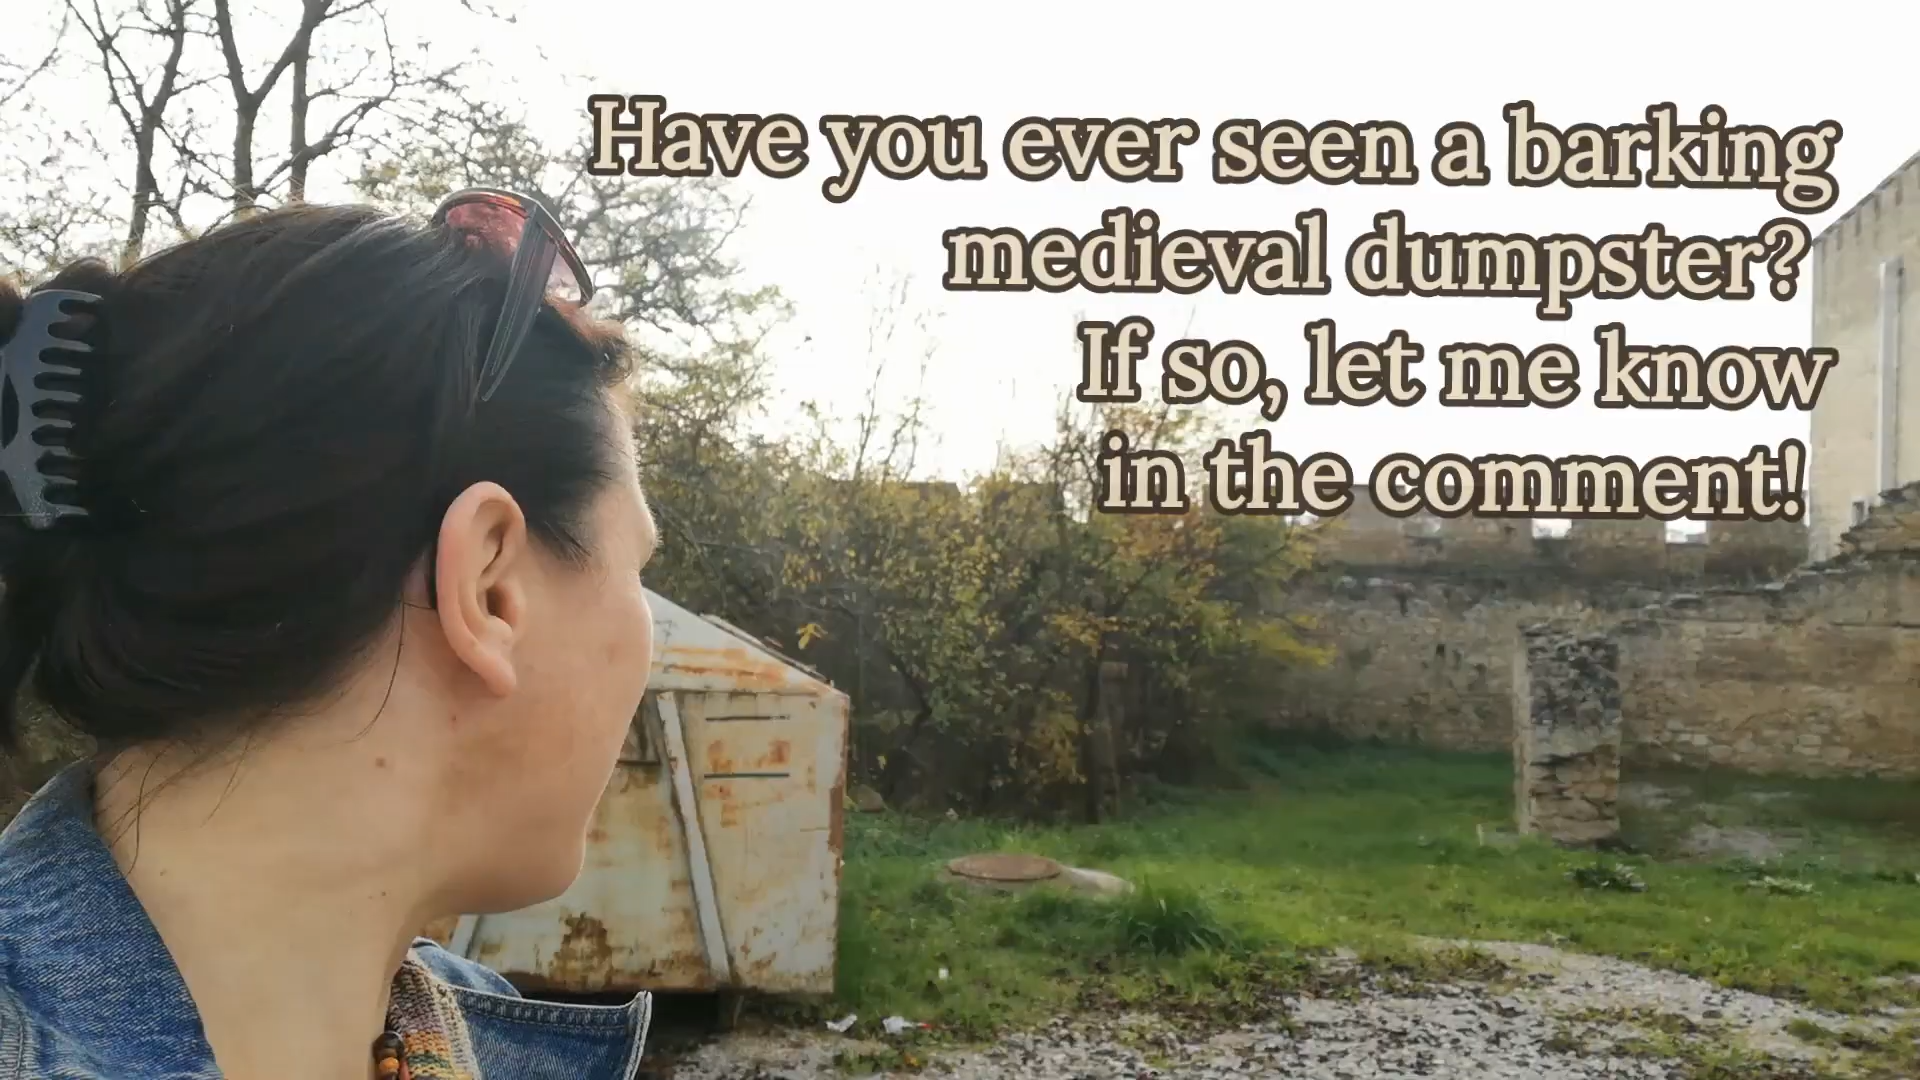 Have you ever seen a barking
medieval dumpster?
If so, let me know
in the comment!